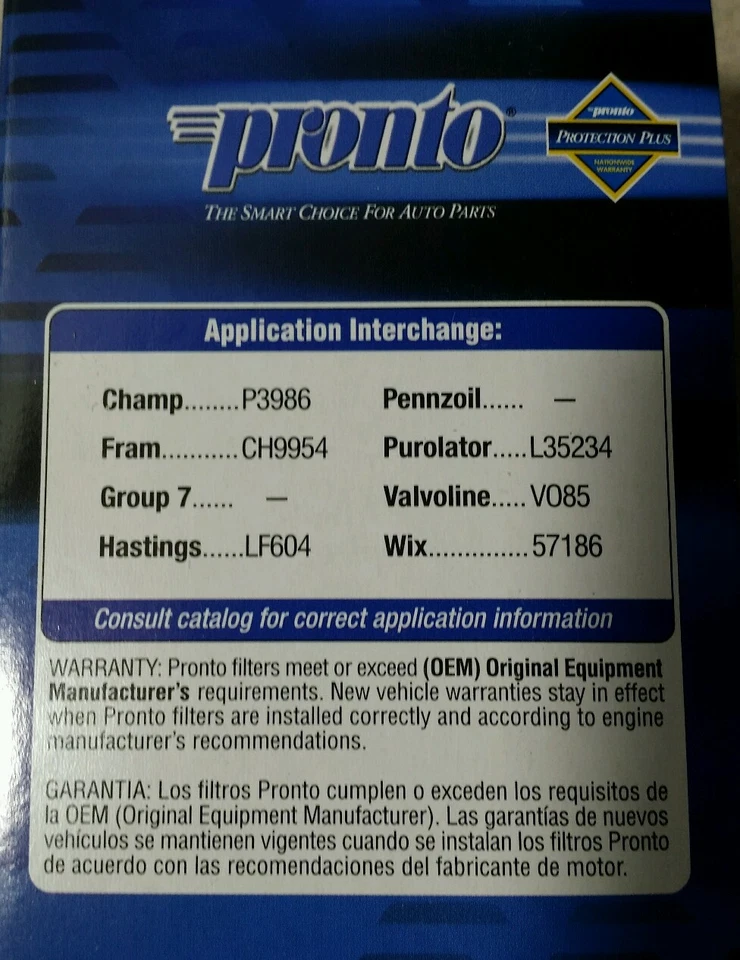 pronto®
pronto
PROTECTION PLUS
NATIONWIDE
WARRANTY
THE SMART CHOICE FOR AUTO PARTS
Application Interchange:
Champ........P3986
Fram...........CH9954
Group 7...... —
Hastings......LF604
Pennzoil...... —
Purolator.....L35234
Valvoline.....VO85
Wix..............57186
Consult catalog for correct application information
WARRANTY: Pronto filters meet or exceed (OEM) Original Equipment
Manufacturer's requirements. New vehicle warranties stay in effect
when Pronto filters are installed correctly and according to engine
manufacturer's recommendations.
GARANTIA: Los filtros Pronto cumplen o exceden los requisitos de
la OEM (Original Equipment Manufacturer). Las garantías de nuevos
vehículos se mantienen vigentes cuando se instalan los filtros Pronto
de acuerdo con las recomendaciones del fabricante de motor.